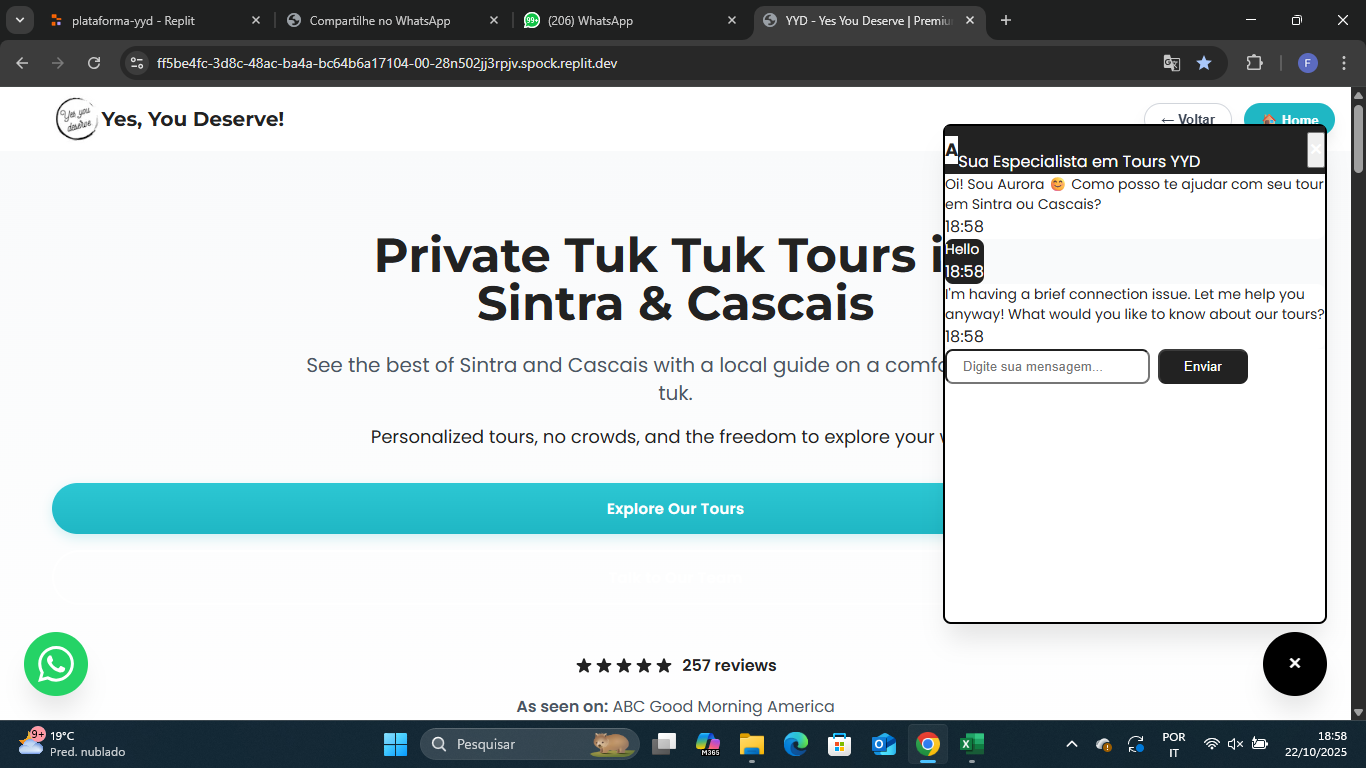 plataforma-yyd - Replit
Compartilhe no WhatsApp
99+
(206) WhatsApp
YYD - Yes You Deserve | Premiu
ff5be4fc-3d8c-48ac-ba4a-bc64b6a17104-00-28n502jj3rpjv.spock.replit.dev
F
Yes you
deserve
Yes, You Deserve!
← Voltar
Home
A
Sua Especialista em Tours YYD
Oi! Sou Aurora 😊 Como posso te ajudar com seu tour
em Sintra ou Cascais?
18:58
Hello
18:58
I'm having a brief connection issue. Let me help you
anyway! What would you like to know about our tours?
18:58
Digite sua mensagem...
Enviar
Private Tuk Tuk Tours i
Sintra & Cascais
See the best of Sintra and Cascais with a local guide on a comfo
tuk.
Personalized tours, no crowds, and the freedom to explore your
Explore Our Tours
★★★★★ 257 reviews
As seen on: ABC Good Morning America
9+
19°C
Pred. nublado
Pesquisar
M365
POR
IT
18:58
22/10/2025